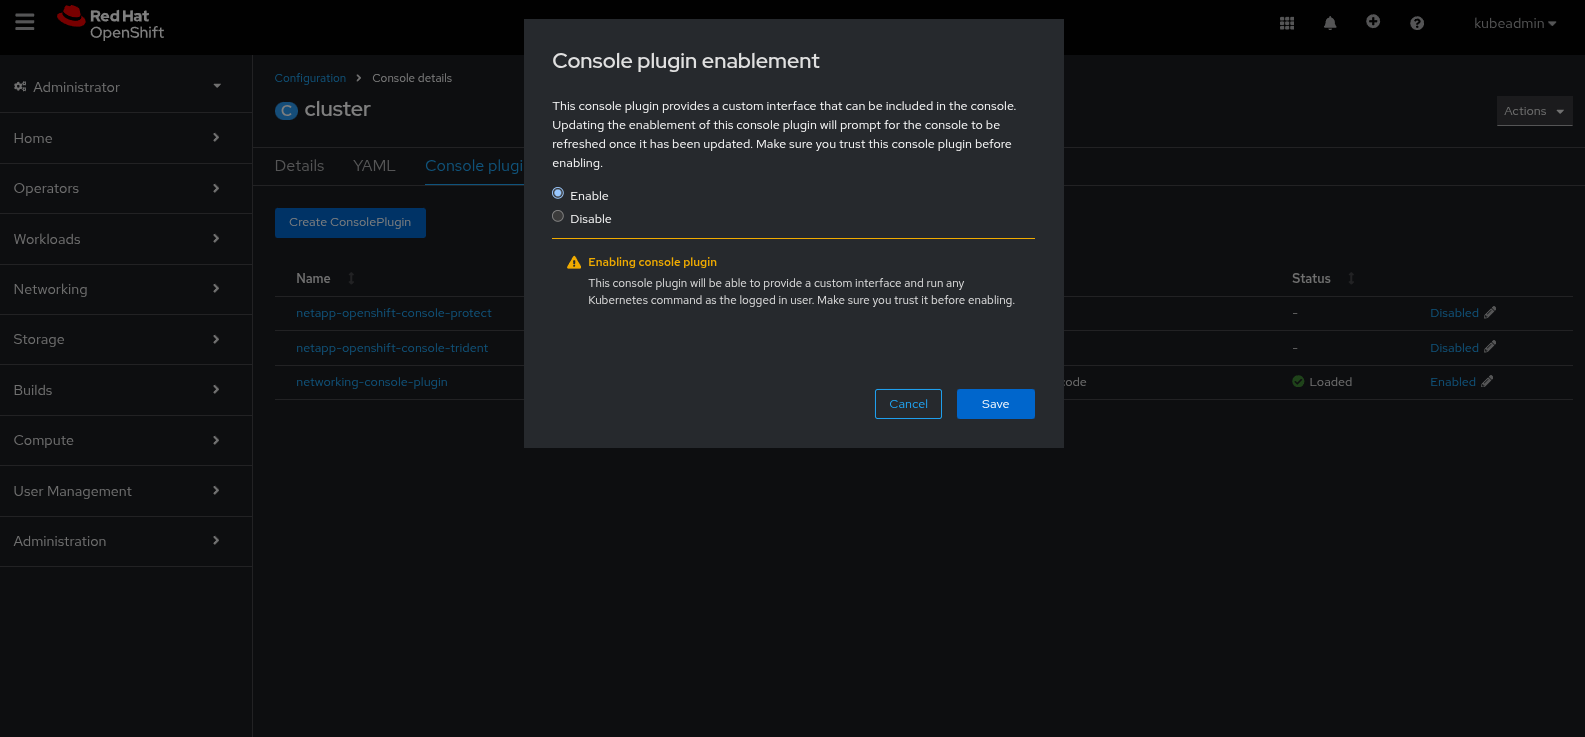 Red Hat
OpenShift
kubeadmin
Administrator
Home
Operators
Workloads
Networking
Storage
Builds
Compute
User Management
Administration
Configuration > Console details
C cluster
Actions
Details YAML Console plugi
Create ConsolePlugin
Name Status
netapp-openshift-console-protect - Disabled
netapp-openshift-console-trident - Disabled
networking-console-plugin code Loaded Enabled
Console plugin enablement
This console plugin provides a custom interface that can be included in the console.
Updating the enablement of this console plugin will prompt for the console to be
refreshed once it has been updated. Make sure you trust this console plugin before
enabling.
Enable
Disable
Enabling console plugin
This console plugin will be able to provide a custom interface and run any
Kubernetes command as the logged in user. Make sure you trust it before enabling.
Cancel Save